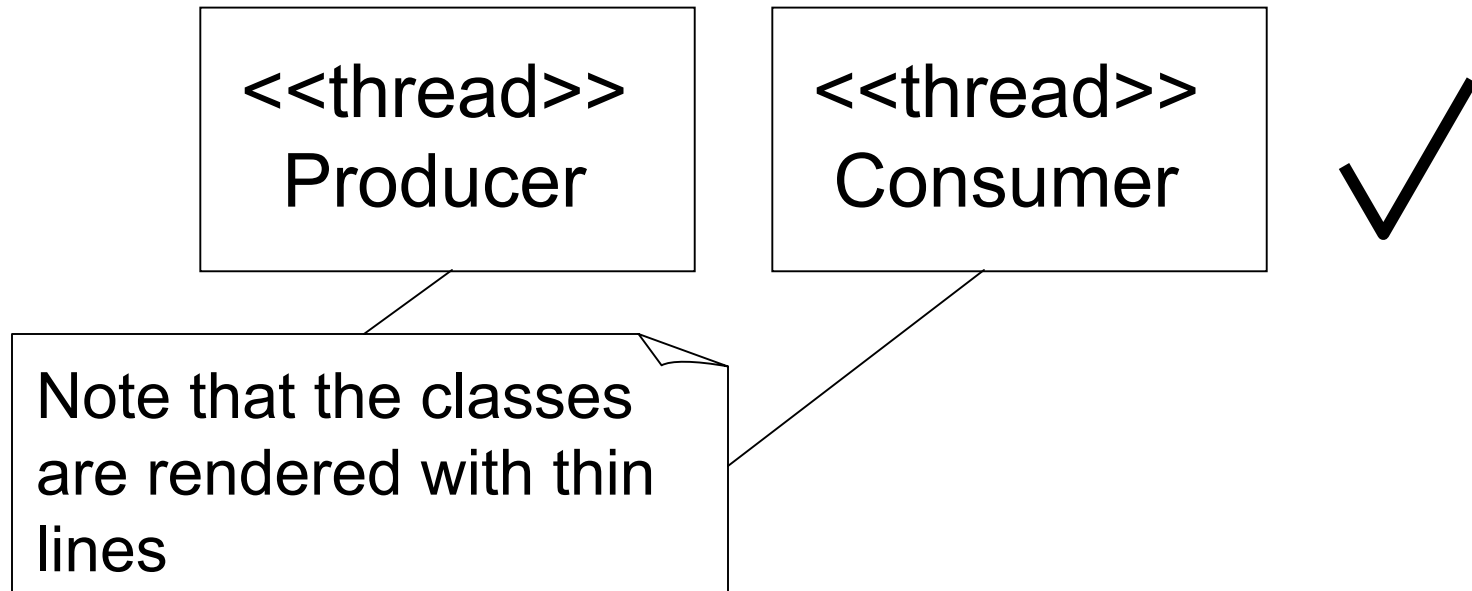 <<thread>>
Producer
<<thread>>
Consumer
Note that the classes
are rendered with thin
lines